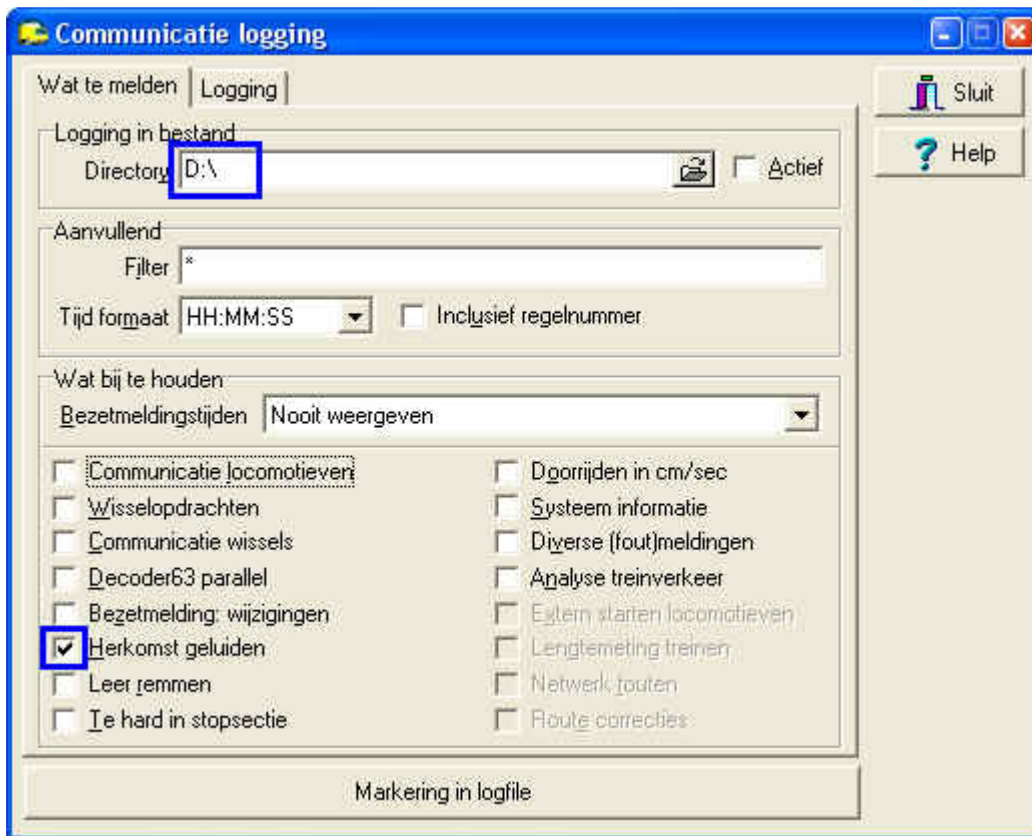 Communicatie logging
Wat te melden
Logging
Sluit
Help
Logging in bestand
Directory D:\ Actief
Aanvullend
Filter *
Tijd formaat HH:MM:SS Inclusief regelnummer
Wat bij te houden
Bezetmeldingstijden Nooit weergeven
Communicatie locomotieven
Wisselopdrachten
Communicatie wissels
Decoder63 parallel
Bezetmelding: wijzigingen
Herkomst geluiden
Leer remmen
Te hard in stopsectie
Doorrijden in cm/sec
Systeem informatie
Diverse (fout)meldingen
Analyse treinverkeer
Extern starten locomotieven
Lengtemeting treinen
Netwerk fouten
Route correcties
Markering in logfile